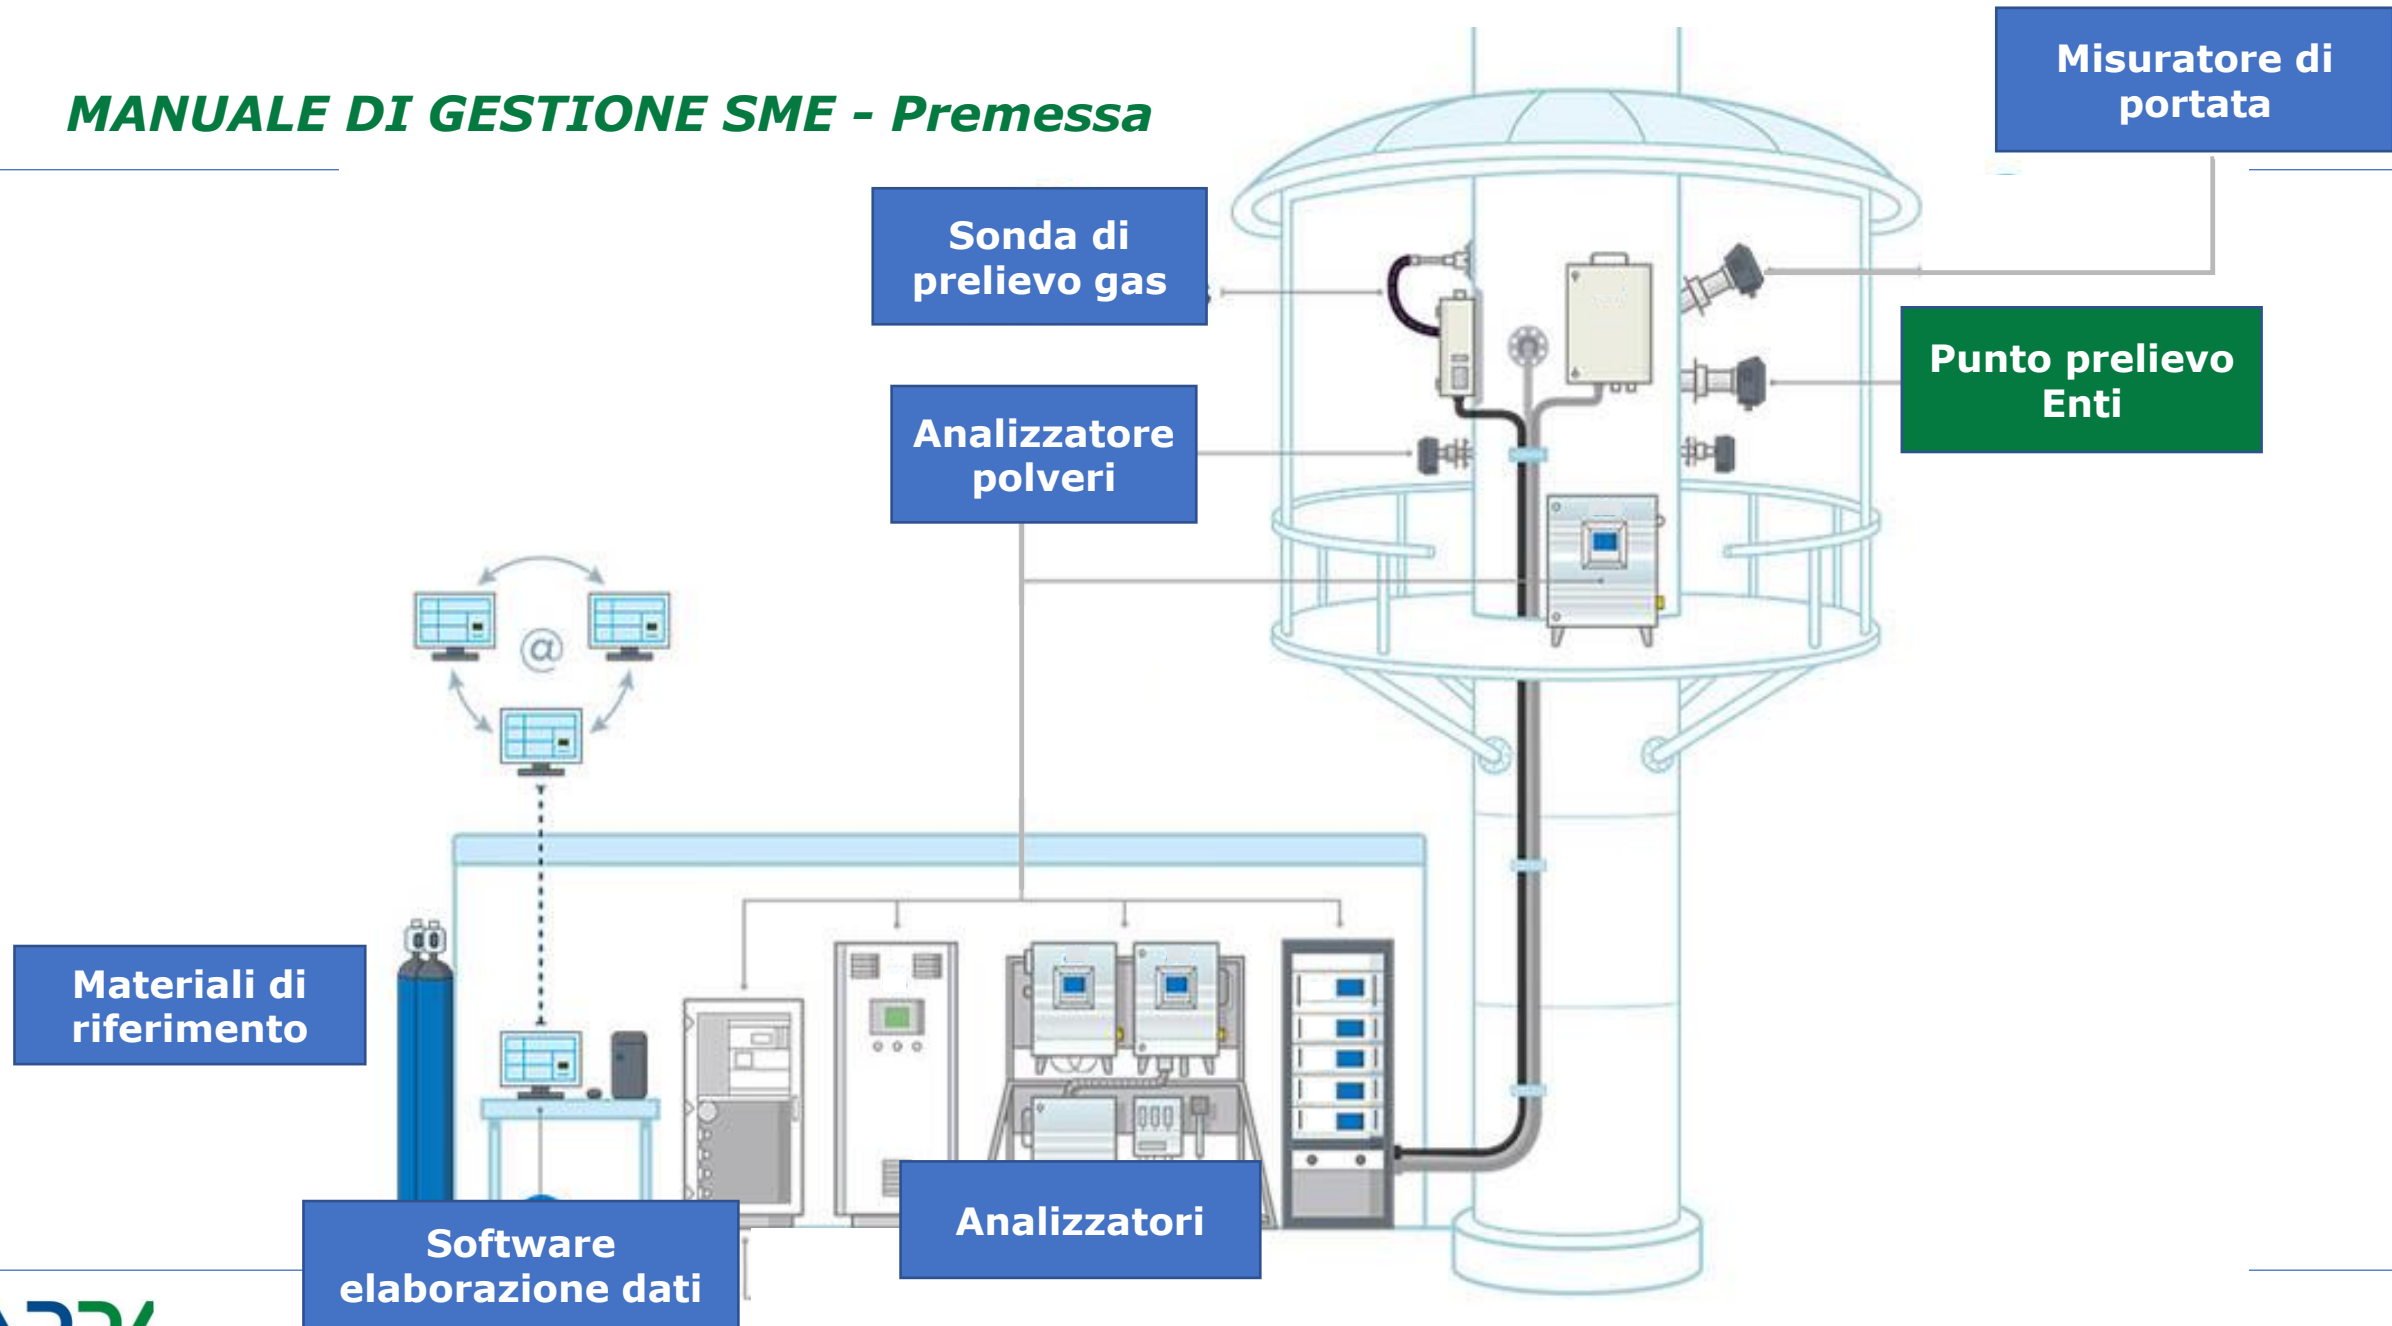 MANUALE DI GESTIONE SME - Premessa
Misuratore di
portata
Sonda di
prelievo gas
Punto prelievo
Enti
Analizzatore
polveri
@
Materiali di
riferimento
Analizzatori
Software
elaborazione dati